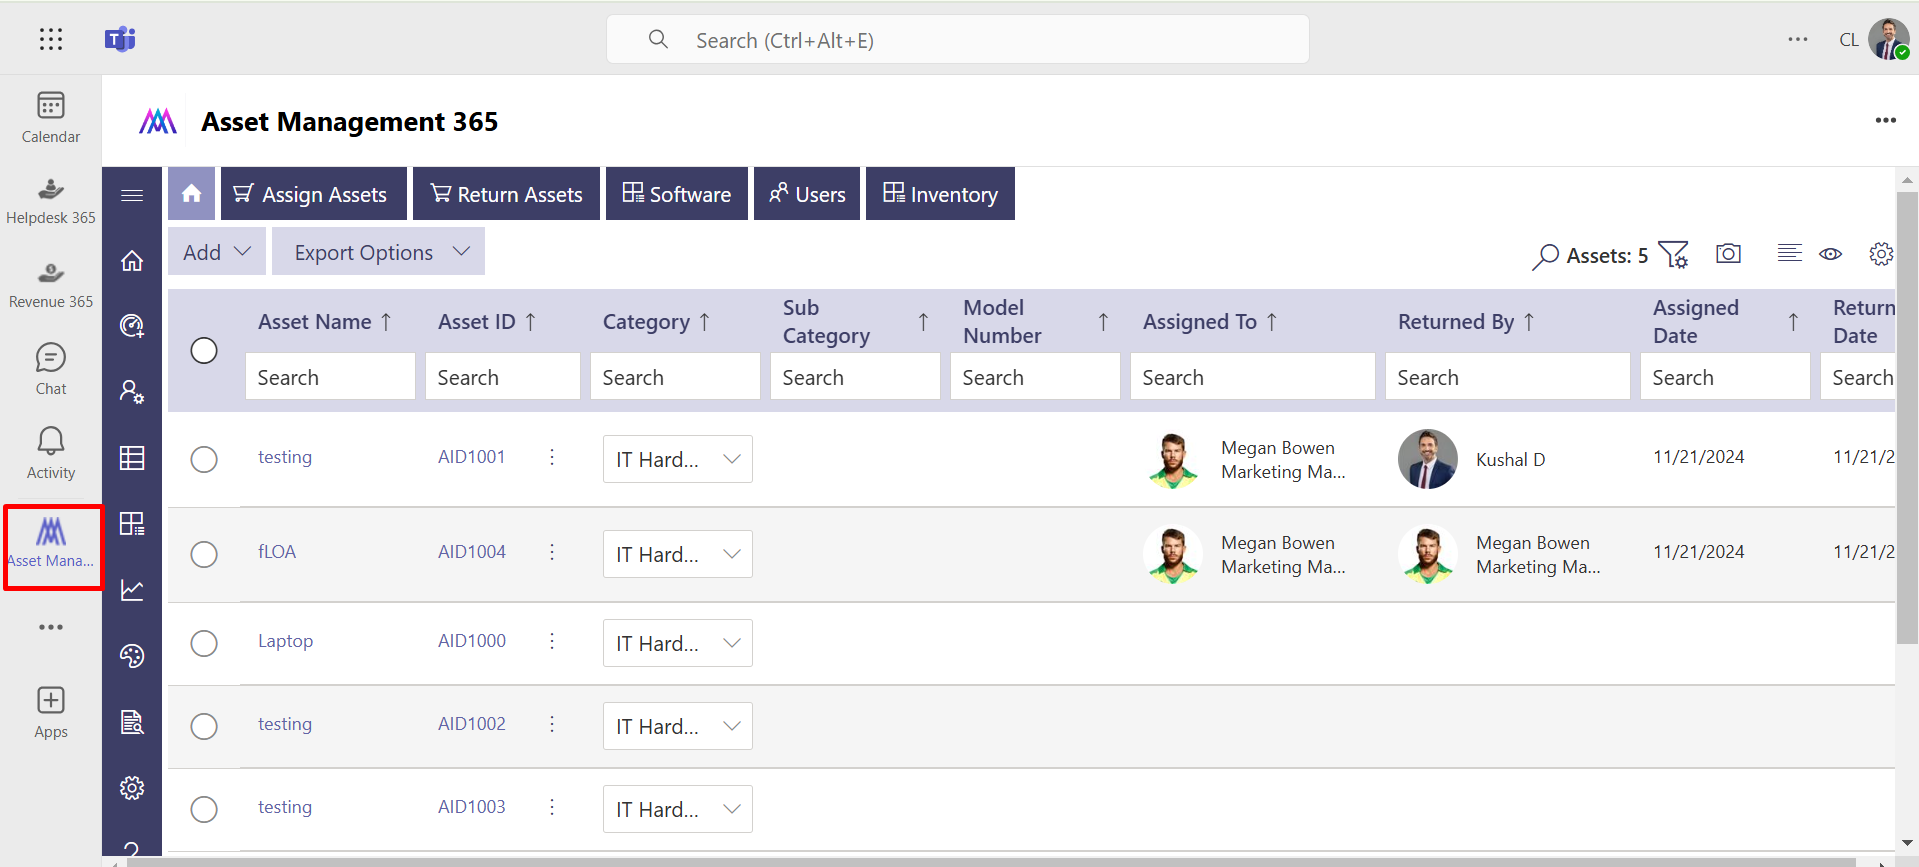 Search (Ctrl+Alt+E)
CL
Calendar
Helpdesk 365
Revenue 365
Chat
Activity
Asset Mana...
Apps
Asset Management 365
Assign Assets
Return Assets
Software
Users
Inventory
Add
Export Options
Assets: 5
Asset Name
Asset ID
Category
Sub
Category
Model
Number
Assigned To
Returned By
Assigned
Date
Return
Date
Search
Search
Search
Search
Search
Search
Search
Search
Search
testing
AID1001
IT Hard...
Megan Bowen
Marketing Ma...
Kushal D
11/21/2024
11/21/2
fLOA
AID1004
IT Hard...
Megan Bowen
Marketing Ma...
Megan Bowen
Marketing Ma...
11/21/2024
11/21/2
Laptop
AID1000
IT Hard...
testing
AID1002
IT Hard...
testing
AID1003
IT Hard...